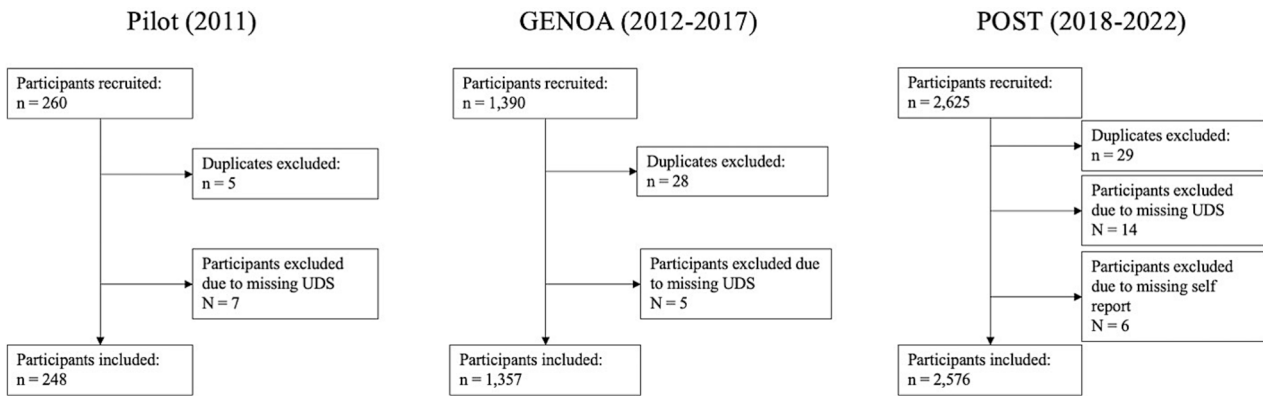 Pilot (2011)
Participants recruited:
n = 260
Duplicates excluded:
n = 5
Participants excluded
due to missing UDS
N = 7
Participants included:
n = 248
GENOA (2012-2017)
Participants recruited:
n = 1,390
Duplicates excluded:
n = 28
Participants excluded due
to missing UDS
N = 5
Participants included:
n = 1,357
POST (2018-2022)
Participants recruited:
n = 2,625
Duplicates excluded:
n = 29
Participants excluded
due to missing UDS
N = 14
Participants excluded
due to missing self
report
N = 6
Participants included:
n = 2,576